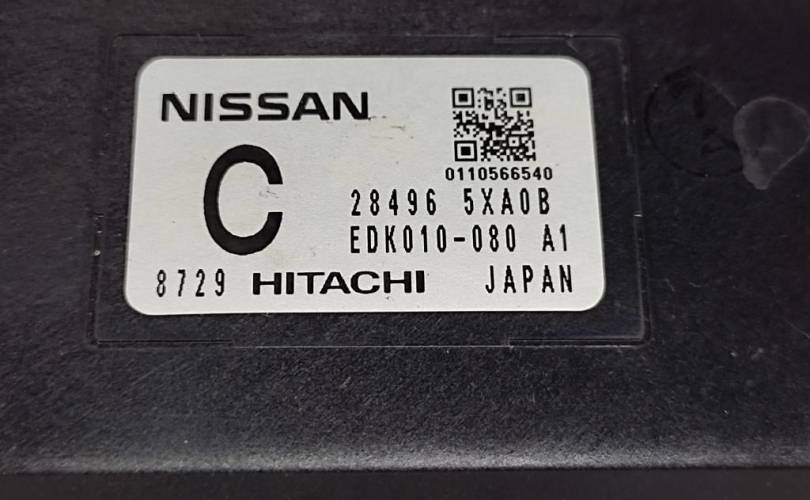 NISSAN
0110566540
C
28496 5XA0B
EDK010-080 A1
8729 HITACHI JAPAN